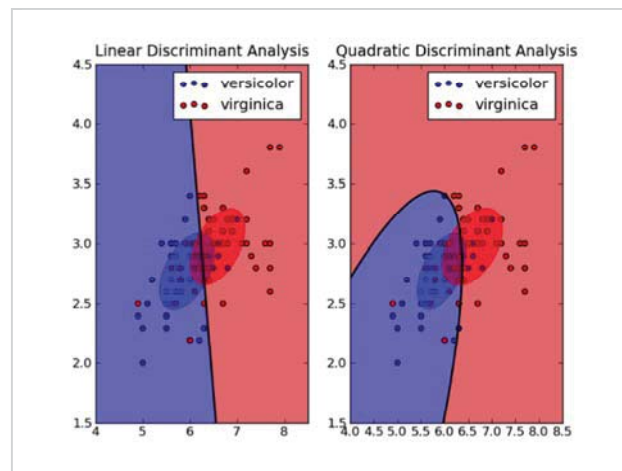 Linear Discriminant Analysis
Quadratic Discriminant Analysis
versicolor
virginica
versicolor
virginica
4.5
4.0
3.5
3.0
2.5
2.0
1.5
4 5 6 7 8
4.5
4.0
3.5
3.0
2.5
2.0
1.5
4.0 4.5 5.0 5.5 6.0 6.5 7.0 7.5 8.0 8.5